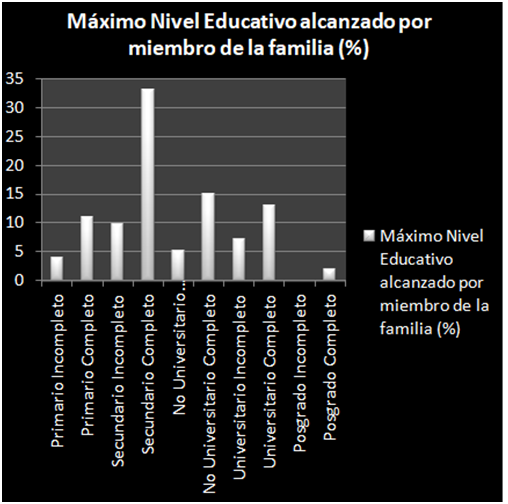 Máximo Nivel Educativo alcanzado por
miembro de la familia (%)
35
30
25
20
15
10
5
0
Primario Incompleto
Primario Completo
Secundario Incompleto
Secundario Completo
No Universitario...
No Universitario Completo
Universitario Incompleto
Universitario Completo
Posgrado Incompleto
Posgrado Completo
Máximo Nivel
Educativo
alcanzado por
miembro de la
familia (%)